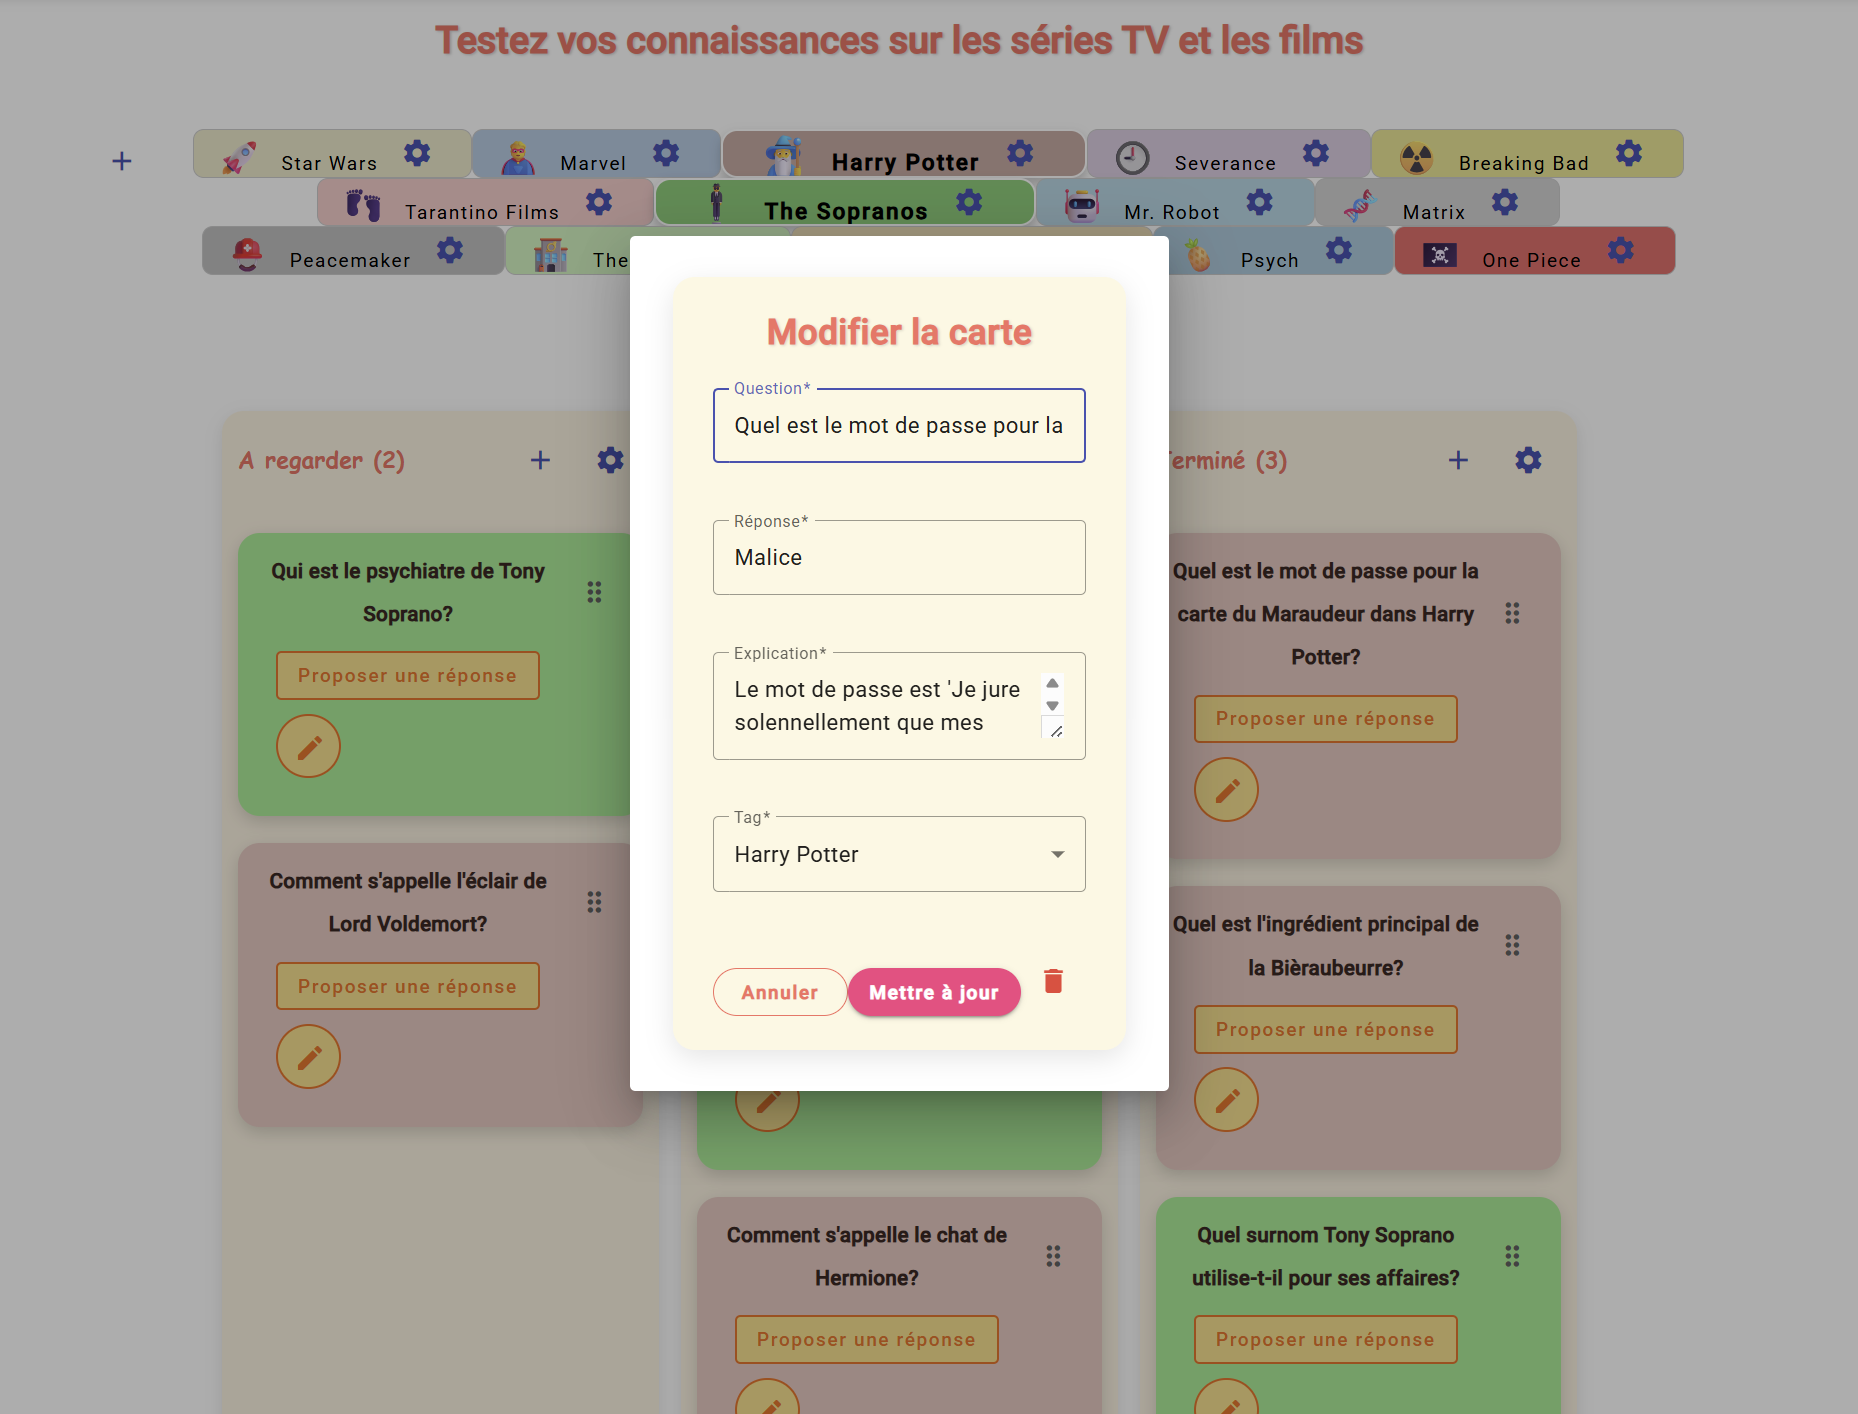 Testez vos connaissances sur les séries TV et les films
Star Wars
Marvel
Harry Potter
Severance
Breaking Bad
Tarantino Films
The Sopranos
Mr. Robot
Matrix
Peacemaker
The
Psych
One Piece
A regarder (2)
Qui est le psychiatre de Tony
Soprano?
Proposer une réponse
Comment s'appelle l'éclair de
Lord Voldemort?
Proposer une réponse
Modifier la carte
Question*
Quel est le mot de passe pour la
Réponse*
Malice
Explication*
Le mot de passe est 'Je jure
solennellement que mes
Tag*
Harry Potter
Annuler
Mettre à jour
Comment s'appelle le chat de
Hermione?
Proposer une réponse
erminé (3)
Quel est le mot de passe pour la
carte du Maraudeur dans Harry
Potter?
Proposer une réponse
Quel est l'ingrédient principal de
la Bièraubeurre?
Proposer une réponse
Quel surnom Tony Soprano
utilise-t-il pour ses affaires?
Proposer une réponse